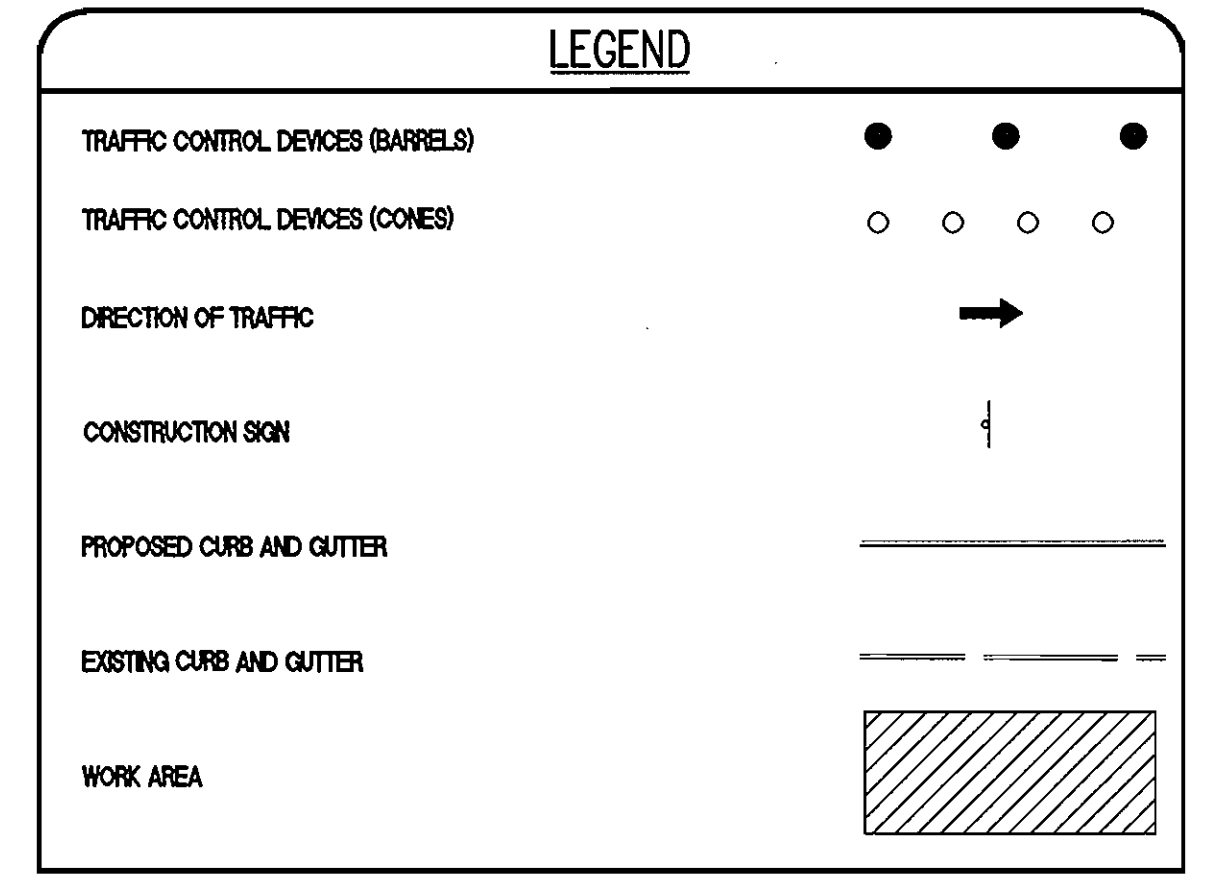 LEGEND
TRAFFIC CONTROL DEVICES (BARRELS)
TRAFFIC CONTROL DEVICES (CONES)
DIRECTION OF TRAFFIC
CONSTRUCTION SIGN
PROPOSED CURB AND GUTTER
EXISTING CURB AND GUTTER
WORK AREA